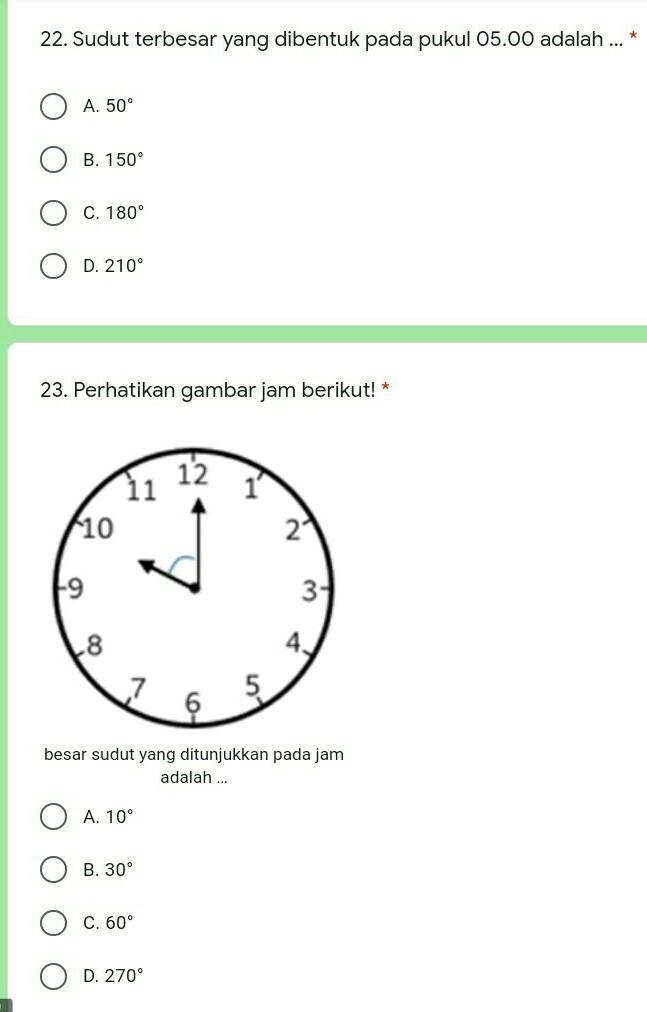 22. Sudut terbesar yang dibentuk pada pukul 05.00 adalah ... *
A. 50°
B. 150°
C. 180°
D. 210°
23. Perhatikan gambar jam berikut! *
12
11
1
10
2
9
3
8
4
7
5
6
besar sudut yang ditunjukkan pada jam
adalah ...
A. 10°
B. 30°
C. 60°
D. 270°